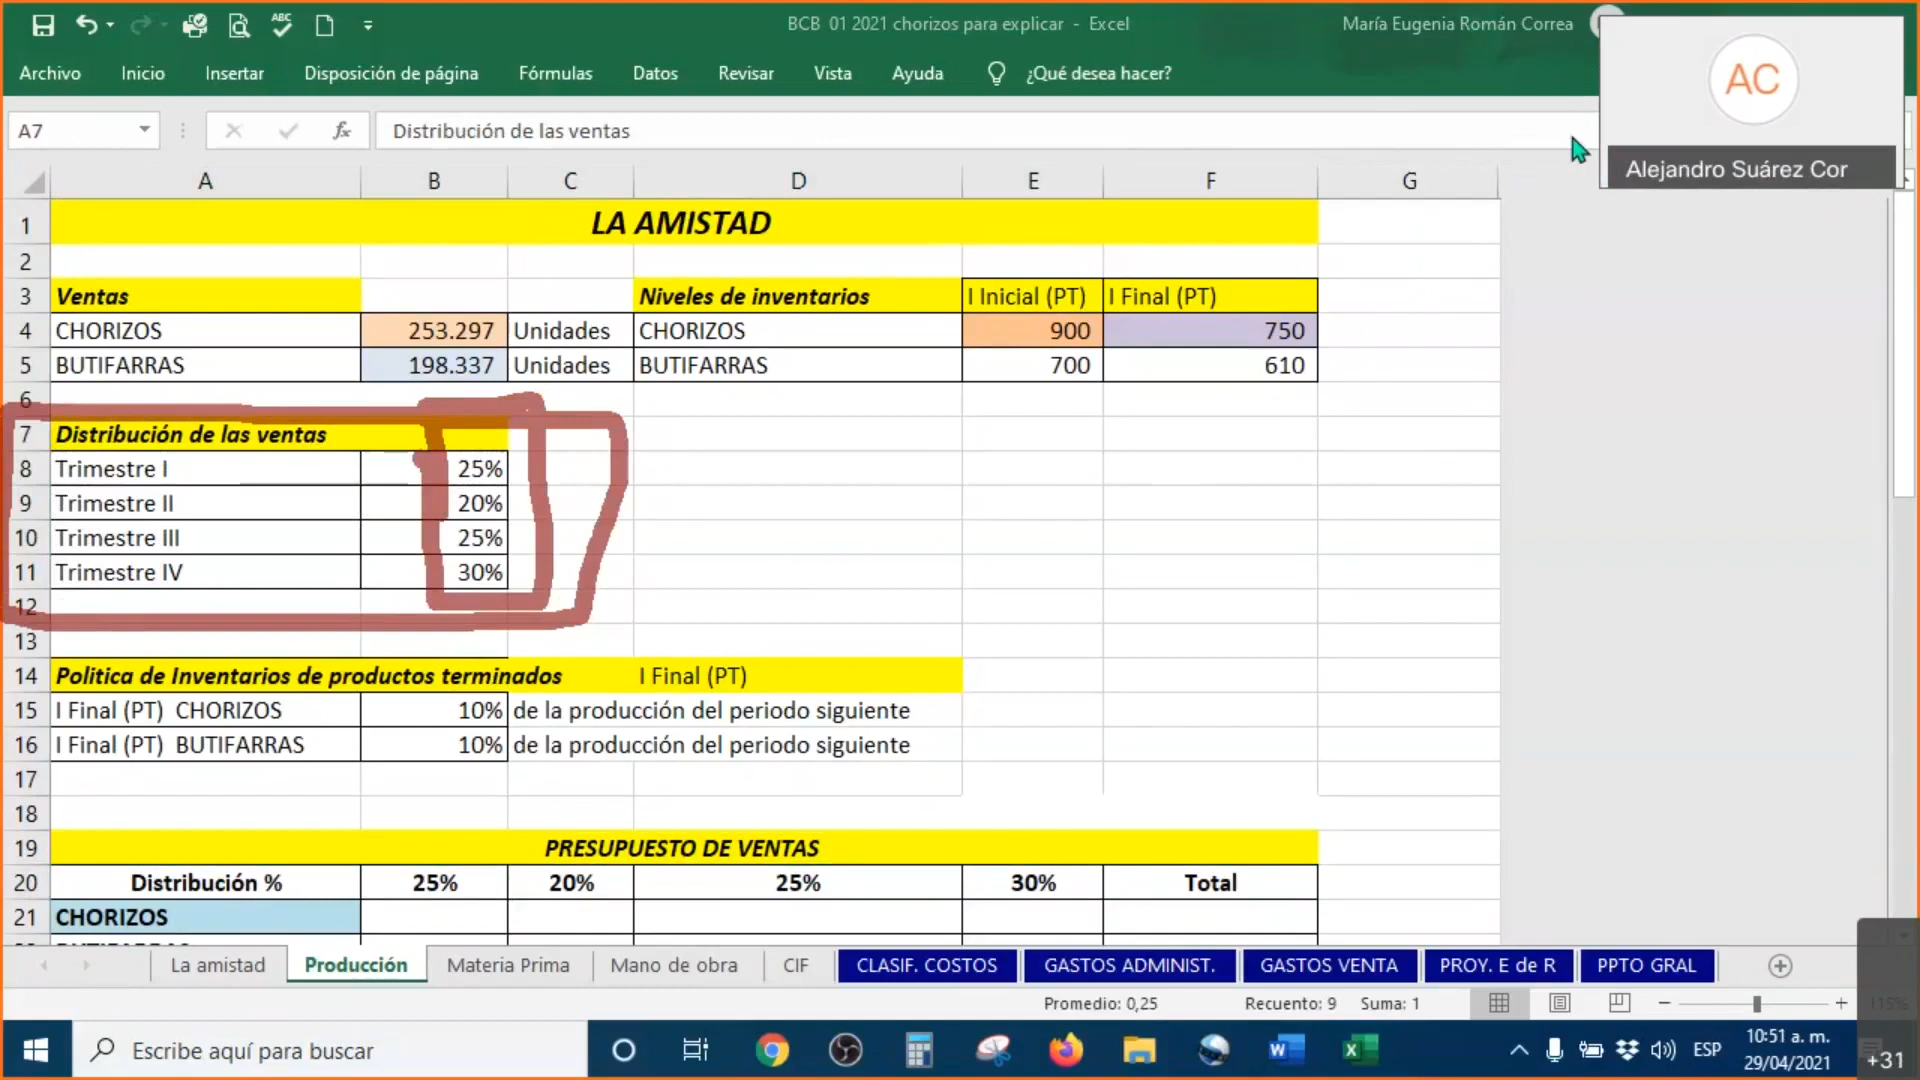 BCB 01 2021 chorizos para explicar - Excel
María Eugenia Román Correa
AC
Alejandro Suárez Cor
Archivo Inicio Insertar Disposición de página Fórmulas Datos Revisar Vista Ayuda ¿Qué desea hacer?
A7 fx Distribución de las ventas
A B C D E F G
1 LA AMISTAD
2
3 Ventas Niveles de inventarios I Inicial (PT) I Final (PT)
4 CHORIZOS 253.297 Unidades CHORIZOS 900 750
5 BUTIFARRAS 198.337 Unidades BUTIFARRAS 700 610
6
7 Distribución de las ventas
8 Trimestre I 25%
9 Trimestre II 20%
10 Trimestre III 25%
11 Trimestre IV 30%
12
13
14 Politica de Inventarios de productos terminados I Final (PT)
15 I Final (PT) CHORIZOS 10% de la producción del periodo siguiente
16 I Final (PT) BUTIFARRAS 10% de la producción del periodo siguiente
17
18
19 PRESUPUESTO DE VENTAS
20 Distribución % 25% 20% 25% 30% Total
21 CHORIZOS
La amistad Producción Materia Prima Mano de obra CIF CLASIF. COSTOS GASTOS ADMINIST. GASTOS VENTA PROY. E de R PPTO GRAL
Promedio: 0,25 Recuento: 9 Suma: 1 115%
Escribe aquí para buscar
ESP
10:51 a. m.
29/04/2021
+31